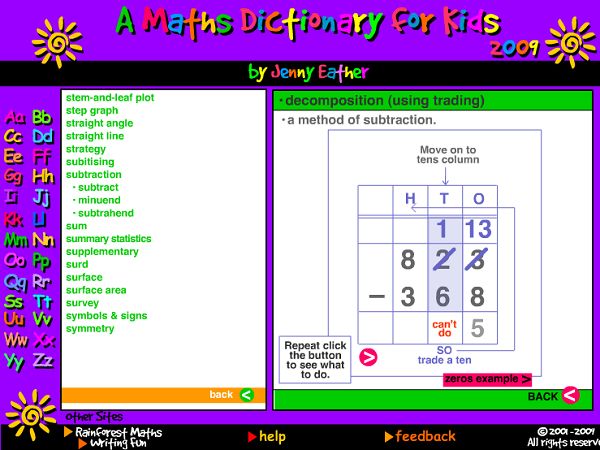 A Maths Dictionary for Kids
2009
by Jenny Eather
Aa Bb
Cc Dd
Ee Ff
Gg Hh
Ii Jj
Kk Ll
Mm Nn
Oo Pp
Qq Rr
Ss Tt
Uu Vv
Ww Xx
Yy Zz
stem-and-leaf plot
step graph
straight angle
straight line
strategy
subitising
subtraction
• subtract
• minuend
• subtrahend
sum
summary statistics
supplementary
surd
surface
surface area
survey
symbols & signs
symmetry
back <
• decomposition (using trading)
• a method of subtraction.
Move on to
tens column
H T O
1 13
8 2 3
– 3 6 8
can't
do 5
SO
trade a ten
Repeat click
the button
to see what
to do.
>
zeros example >
BACK <
Other Sites
Rainforest Maths
Writing Fun
help
feedback
© 2001-2009
All rights reserve